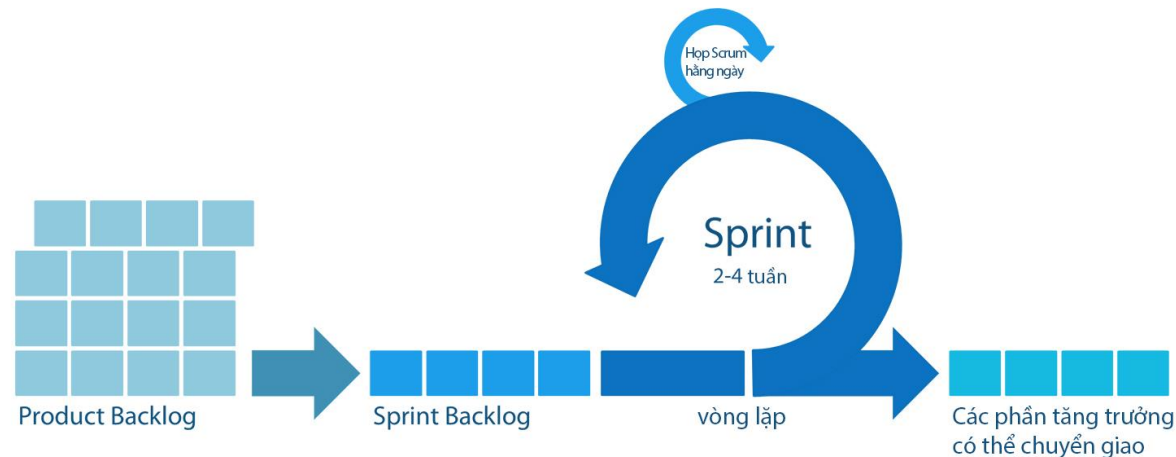 Họp Scrum
hằng ngày
Sprint
2-4 tuần
Product Backlog
Sprint Backlog
vòng lặp
Các phần tăng trưởng
có thể chuyển giao